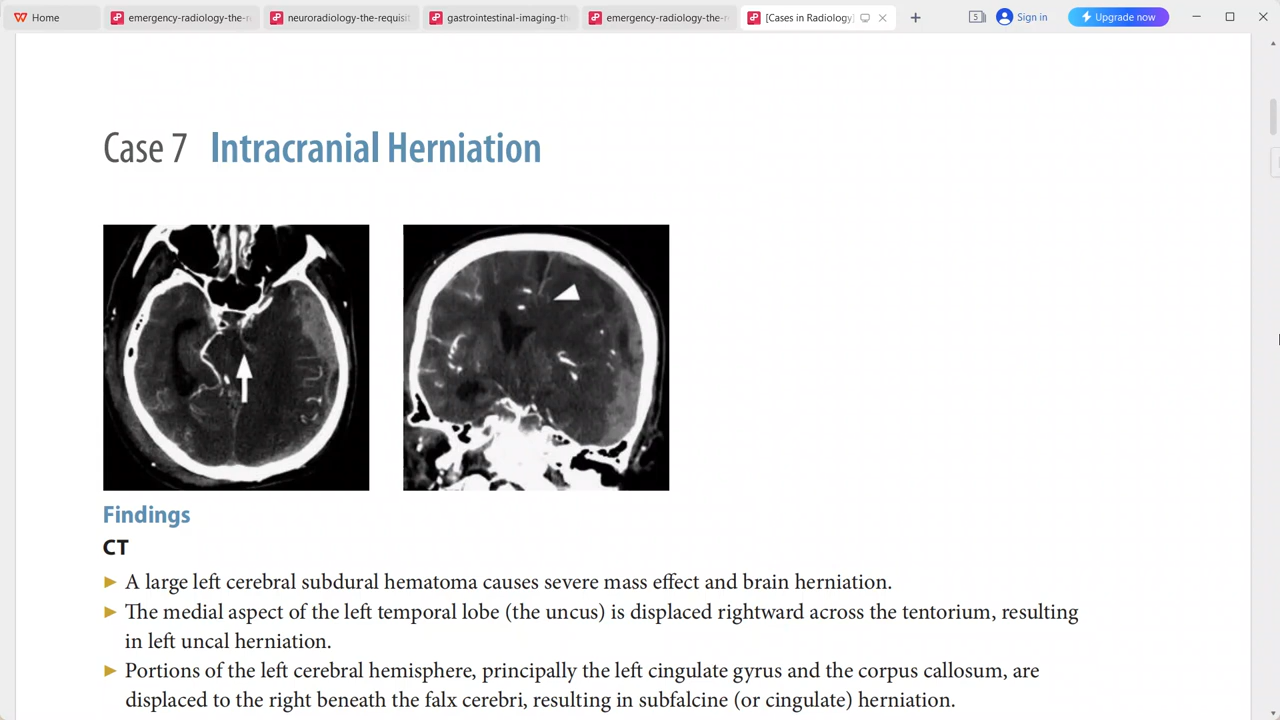 Home
emergency-radiology-the-r
neuroradiology-the-requisit
gastrointestinal-imaging-th
emergency-radiology-the-r
[Cases in Radiology]
5
Sign in
Upgrade now
Case 7 Intracranial Herniation
Findings
CT
► A large left cerebral subdural hematoma causes severe mass effect and brain herniation.
► The medial aspect of the left temporal lobe (the uncus) is displaced rightward across the tentorium, resulting
in left uncal herniation.
► Portions of the left cerebral hemisphere, principally the left cingulate gyrus and the corpus callosum, are
displaced to the right beneath the falx cerebri, resulting in subfalcine (or cingulate) herniation.